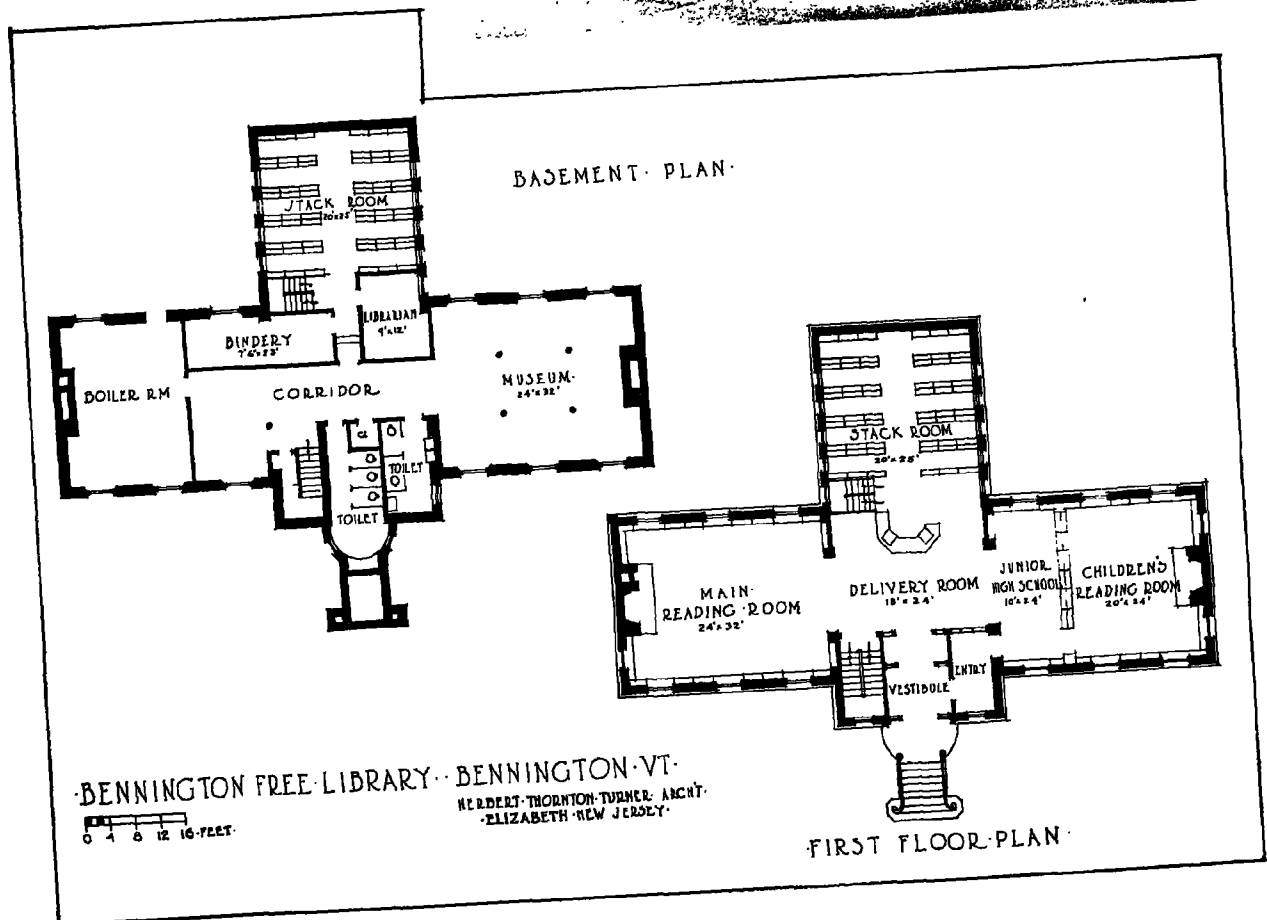 BASEMENT · PLAN ·
STACK ROOM
20'x25'
LIBRARIAN
9'x12'
BINDERY
7'6"x23'
BOILER RM
CORRIDOR
MUSEUM ·
24'x32'
CL
TOILET
TOILET
STACK ROOM
20'x25'
MAIN ·
READING · ROOM
24'x32'
DELIVERY ROOM
18'x24'
JUNIOR
HIGH SCHOOL
10'x24'
CHILDREN'S
READING ROOM
20'x24'
VESTIBULE
ENTRY
· BENNINGTON FREE · LIBRARY · · BENNINGTON · VT ·
HERBERT · THORNTON · TURNER · ARCH'T ·
· ELIZABETH · NEW JERSEY ·
0 4 8 12 16 · FEET ·
· FIRST FLOOR · PLAN ·